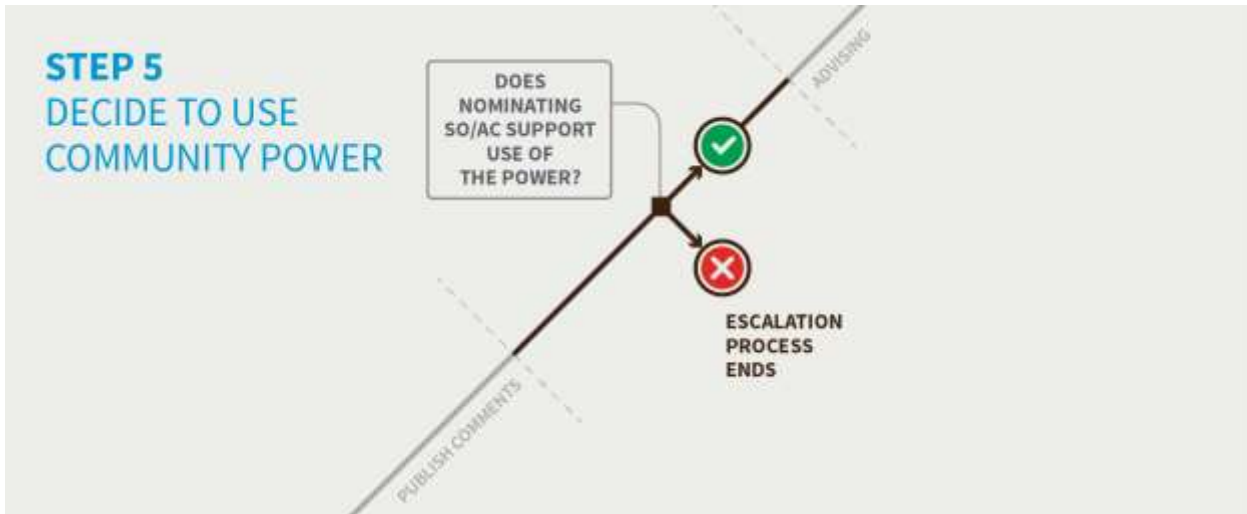 STEP 5
DECIDE TO USE
COMMUNITY POWER
DOES
NOMINATING
SO/AC SUPPORT
USE OF
THE POWER?
ADVISING
ESCALATION
PROCESS
ENDS
PUBLISH COMMENTS